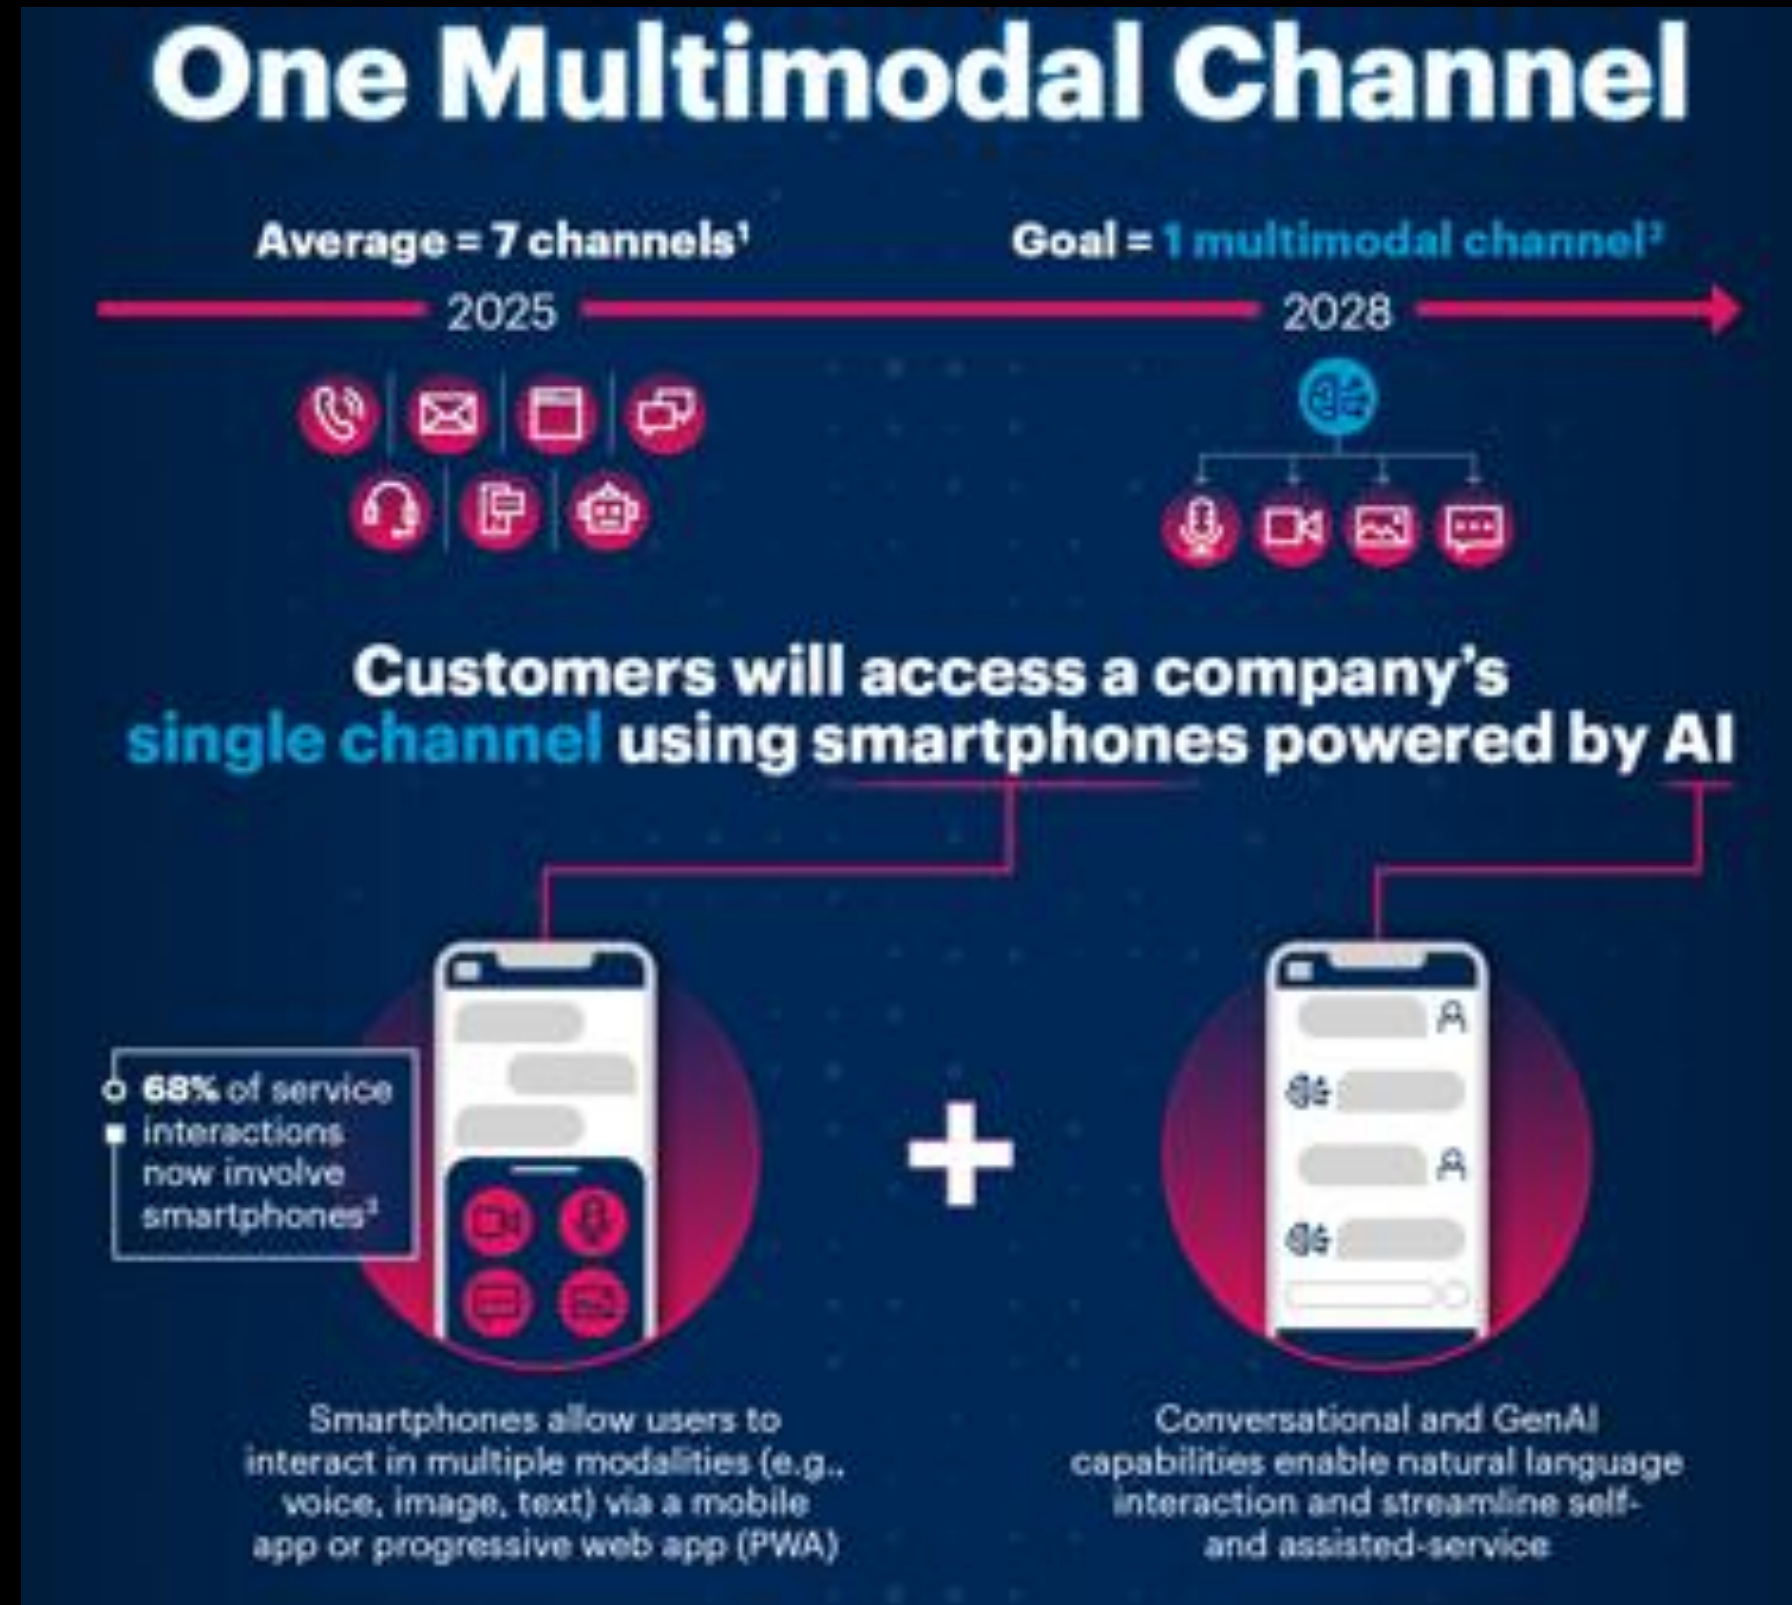 One Multimodal Channel
Average = 7 channels¹
Goal = 1 multimodal channel²
2025
2028
Customers will access a company’s
single channel using smartphones powered by AI
68% of service
interactions
now involve
smartphones³
Smartphones allow users to
interact in multiple modalities (e.g.,
voice, image, text) via a mobile
app or progressive web app (PWA)
Conversational and GenAI
capabilities enable natural language
interaction and streamline self-
and assisted-service